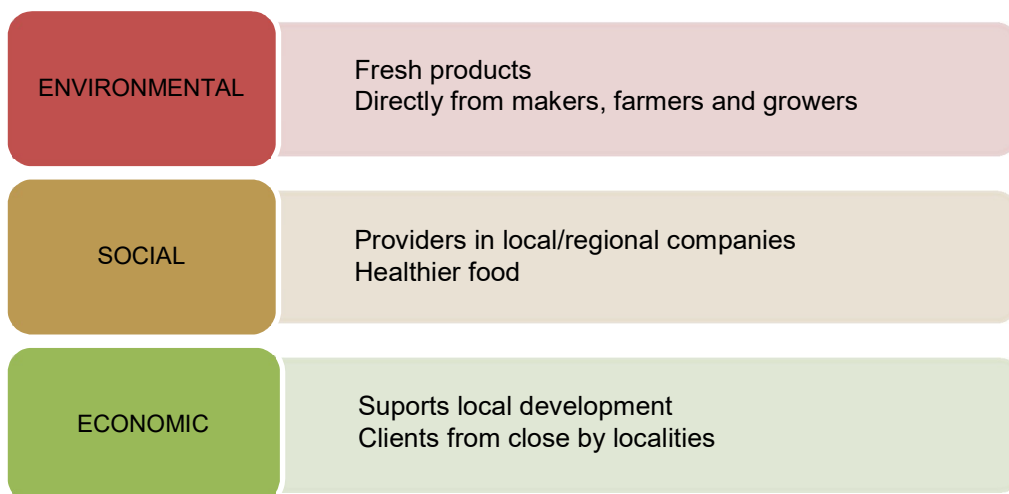 ENVIRONMENTAL
Fresh products
Directly from makers, farmers and growers
SOCIAL
Providers in local/regional companies
Healthier food
ECONOMIC
Suports local development
Clients from close by localities